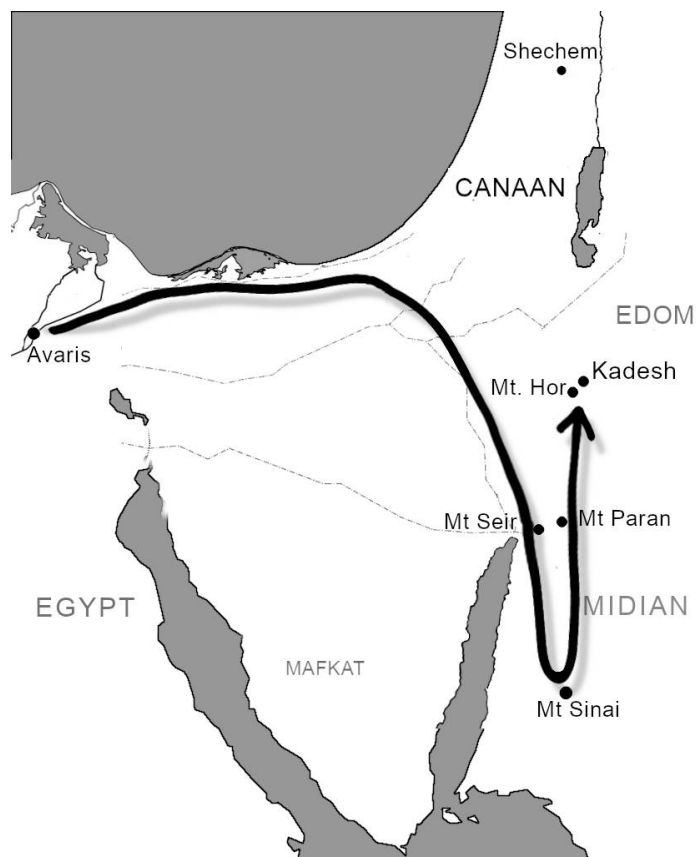 Shechem
CANAAN
EDOM
Avaris
Kadesh
Mt. Hor
Mt Seir
Mt Paran
EGYPT
MIDIAN
MAFKAT
Mt Sinai